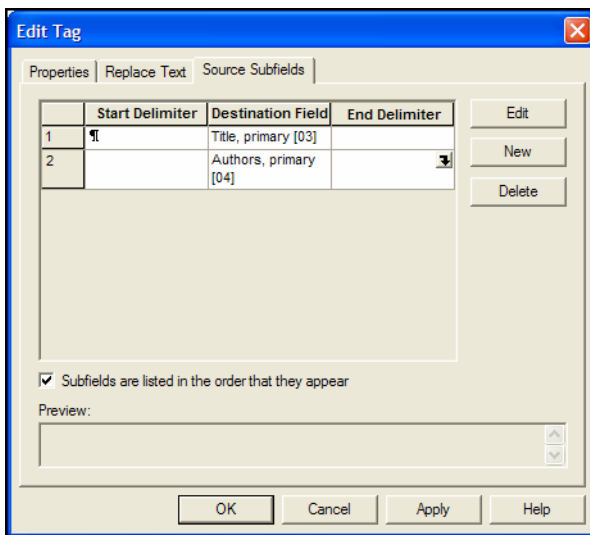 Edit Tag
Properties Replace Text Source Subfields
Start Delimiter Destination Field End Delimiter
1 ¶ Title, primary [03]
2 Authors, primary
[04]
Edit
New
Delete
Subfields are listed in the order that they appear
Preview:
OK Cancel Apply Help